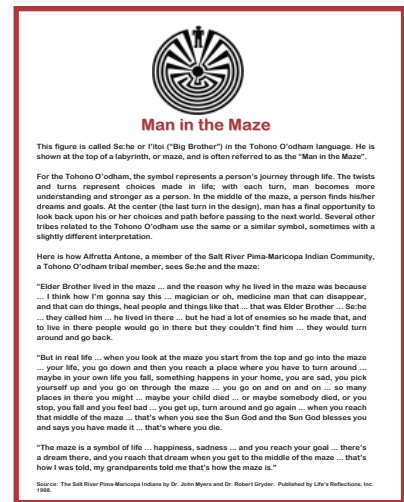 Man in the Maze
This figure is called Se:he or I'itoi ("Big Brother") in the Tohono O'odham language. He is
shown at the top of a labyrinth, or maze, and is often referred to as the "Man in the Maze".
For the Tohono O'odham, the symbol represents a person's journey through life. The twists
and turns represent choices made in life; with each turn, man becomes more
understanding and stronger as a person. In the middle of the maze, a person finds his/her
dreams and goals. At the center (the last turn in the design), man has a final opportunity to
look back upon his or her choices and path before passing to the next world. Several other
tribes related to the Tohono O'odham use the same or a similar symbol, sometimes with a
slightly different interpretation.
Here is how Alfretta Antone, a member of the Salt River Pima-Maricopa Indian Community,
a Tohono O'odham tribal member, sees Se:he and the maze:
"Elder Brother lived in the maze ... and the reason why he lived in the maze was because
... I think how I'm gonna say this ... magician or oh, medicine man that can disappear,
and that can do things, heal people and things like that ... that was Elder Brother ... Se:he
... they called him ... he lived in there ... but he had a lot of enemies so he made that, and
to live in there people would go in there but they couldn't find him ... they would turn
around and go back.
"But in real life ... when you look at the maze you start from the top and go into the maze
... your life, you go down and then you reach a place where you have to turn around ...
maybe in your own life you fall, something happens in your home, you are sad, you pick
yourself up and you go on through the maze ... you go on and on and on ... so many
places in there you might ... maybe your child died ... or maybe somebody died, or you
stop, you fall and you feel bad ... you get up, turn around and go again ... when you reach
that middle of the maze ... that's when you see the Sun God and the Sun God blesses you
and says you have made it ... that's where you die.
"The maze is a symbol of life ... happiness, sadness ... and you reach your goal ... there's
a dream there, and you reach that dream when you get to the middle of the maze ... that's
how I was told, my grandparents told me that's how the maze is."
Source: The Salt River Pima-Maricopa Indians by Dr. John Myers and Dr. Robert Gryder. Published by Life's Reflections, Inc.
1988.